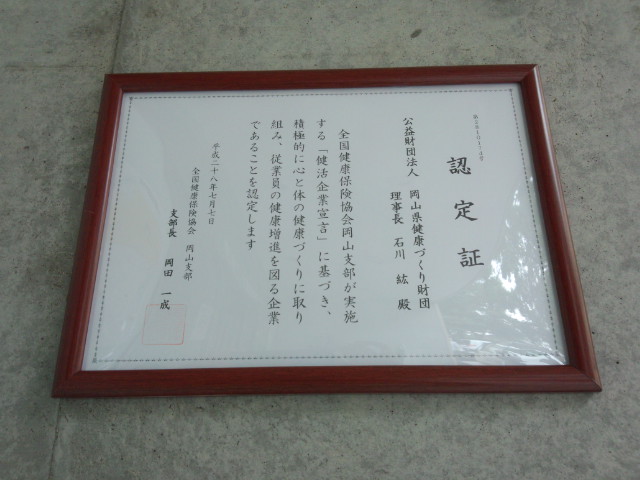 認定証
公益財団法人　岡山県健康づくり財団
理事長　石川　紘　殿
全国健康保険協会岡山支部が実施
する「健活企業宣言」に基づき、
積極的に心と体の健康づくりに取り
組み、従業員の健康増進を図る企業
であることを認定します
平成二十八年七月七日
全国健康保険協会　岡山支部
支部長　岡田　一成